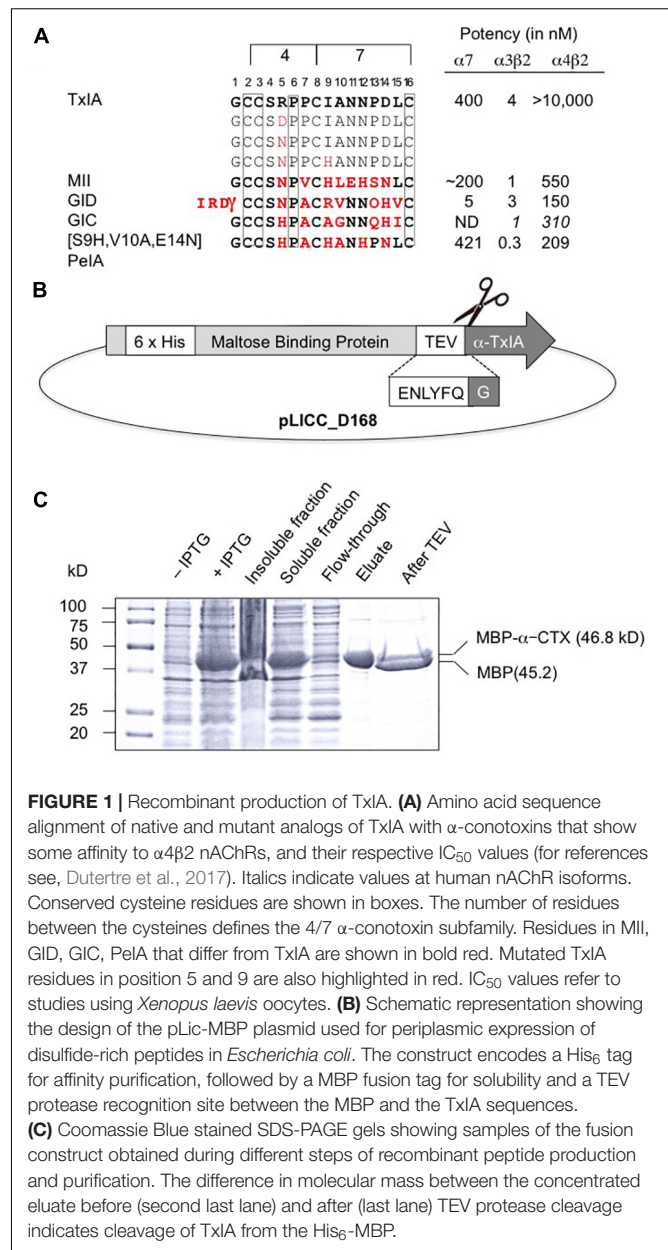 A
Potency (in nM)
4 7
α7 α3β2 α4β2
1 2 3 4 5 6 7 8 9 10 11 12 13 14 15 16
TxIA GCCSRPPCIANNPDLC 400 4 >10,000
GCCSDPPCIANNPDLC
GCCSNPPCIANNPDLC
GCCSNPPCHANNPDLC
MII GCCSNPVCHLEHSNLC ~200 1 550
GID IRDγGCCSNPACRVNNOHVC 5 3 150
GIC GCCSHPACAGNNQHIC ND 1 310
[S9H,V10A,E14N] GCCSHPACHANHPNLC 421 0.3 209
PelA
B
6 x His Maltose Binding Protein TEV α-TxIA
ENLYFQ G
pLICC_D168
C
– IPTG + IPTG Insoluble fraction Soluble fraction Flow-through Eluate After TEV
kD
100
75
50
37
25
20
MBP-α–CTX (46.8 kD)
MBP(45.2)
FIGURE 1 | Recombinant production of TxIA. (A) Amino acid sequence
alignment of native and mutant analogs of TxIA with α-conotoxins that show
some affinity to α4β2 nAChRs, and their respective IC50 values (for references
see, Dutertre et al., 2017). Italics indicate values at human nAChR isoforms.
Conserved cysteine residues are shown in boxes. The number of residues
between the cysteines defines the 4/7 α-conotoxin subfamily. Residues in MII,
GID, GIC, PelA that differ from TxIA are shown in bold red. Mutated TxIA
residues in position 5 and 9 are also highlighted in red. IC50 values refer to
studies using Xenopus laevis oocytes. (B) Schematic representation showing
the design of the pLic-MBP plasmid used for periplasmic expression of
disulfide-rich peptides in Escherichia coli. The construct encodes a His6 tag
for affinity purification, followed by a MBP fusion tag for solubility and a TEV
protease recognition site between the MBP and the TxIA sequences.
(C) Coomassie Blue stained SDS-PAGE gels showing samples of the fusion
construct obtained during different steps of recombinant peptide production
and purification. The difference in molecular mass between the concentrated
eluate before (second last lane) and after (last lane) TEV protease cleavage
indicates cleavage of TxIA from the His6-MBP.